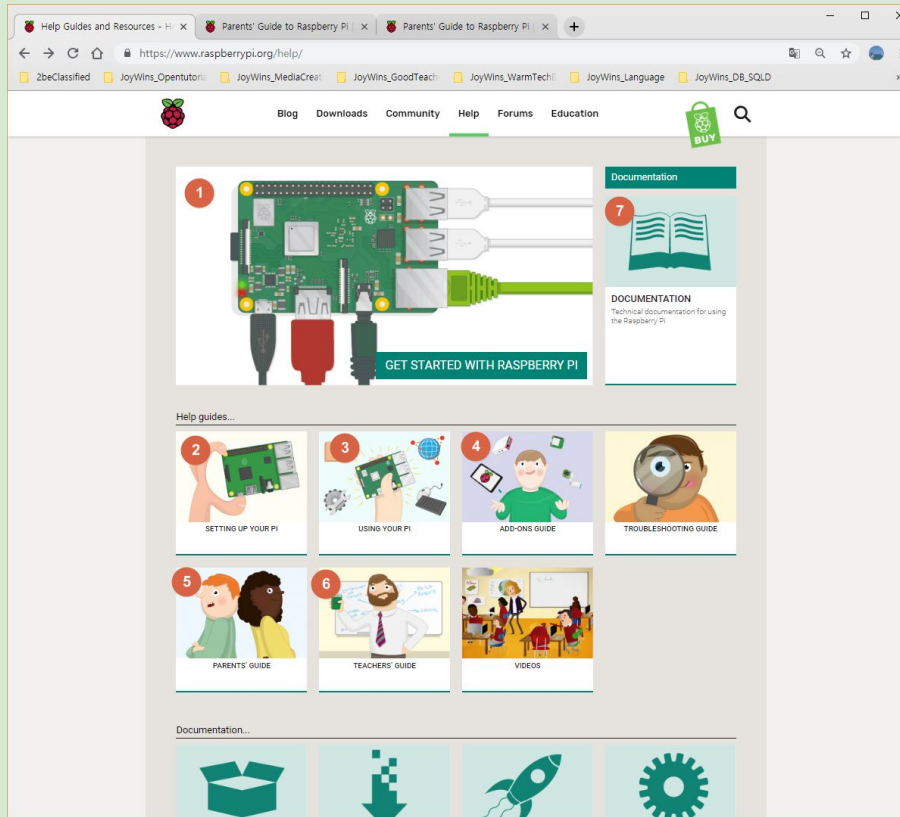 Help Guides and Resources - H
Parents' Guide to Raspberry Pi |
Parents' Guide to Raspberry Pi |
https://www.raspberrypi.org/help/
2beClassified
JoyWins_Opentutoria
JoyWins_MediaCreat
JoyWins_GoodTeach
JoyWins_WarmTech
JoyWins_Language
JoyWins_DB_SQLD
Blog
Downloads
Community
Help
Forums
Education
BUY
1
GET STARTED WITH RASPBERRY PI
Documentation
7
DOCUMENTATION
Technical documentation for using
the Raspberry Pi
Help guides...
2
SETTING UP YOUR PI
3
USING YOUR PI
4
ADD-ONS GUIDE
TROUBLESHOOTING GUIDE
5
PARENTS' GUIDE
6
TEACHERS' GUIDE
VIDEOS
Documentation...